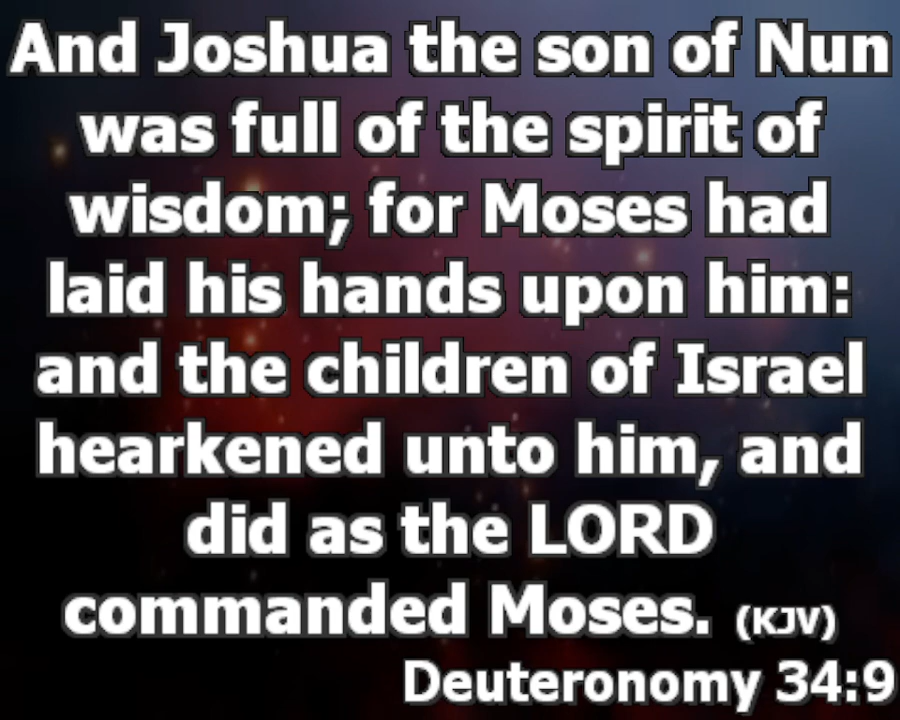 And Joshua the son of Nun
was full of the spirit of
wisdom; for Moses had
laid his hands upon him:
and the children of Israel
hearkened unto him, and
did as the LORD
commanded Moses. (KJV)
Deuteronomy 34:9